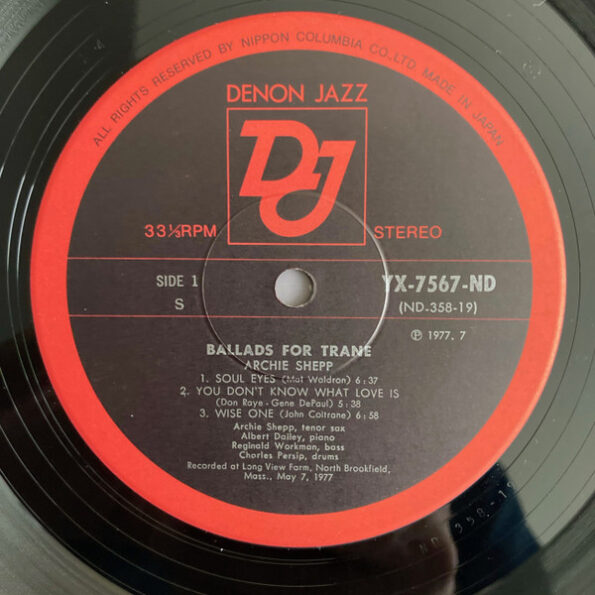 ALL RIGHTS RESERVED BY NIPPON COLUMBIA CO.,LTD. MADE IN JAPAN
DENON JAZZ
DJ
33⅓RPM
STEREO
SIDE 1
S
YX-7567-ND
(ND-358-19)
℗ 1977. 7
BALLADS FOR TRANE
ARCHIE SHEPP
1. SOUL EYES (Mat Waldron) 6:37
2. YOU DON'T KNOW WHAT LOVE IS
(Don Raye - Gene DePaul) 5:38
3. WISE ONE (John Coltrane) 6:58
Archie Shepp, tenor sax
Albert Dailey, piano
Reginald Workman, bass
Charles Persip, drums
Recorded at Long View Farm, North Brookfield,
Mass., May 7, 1977